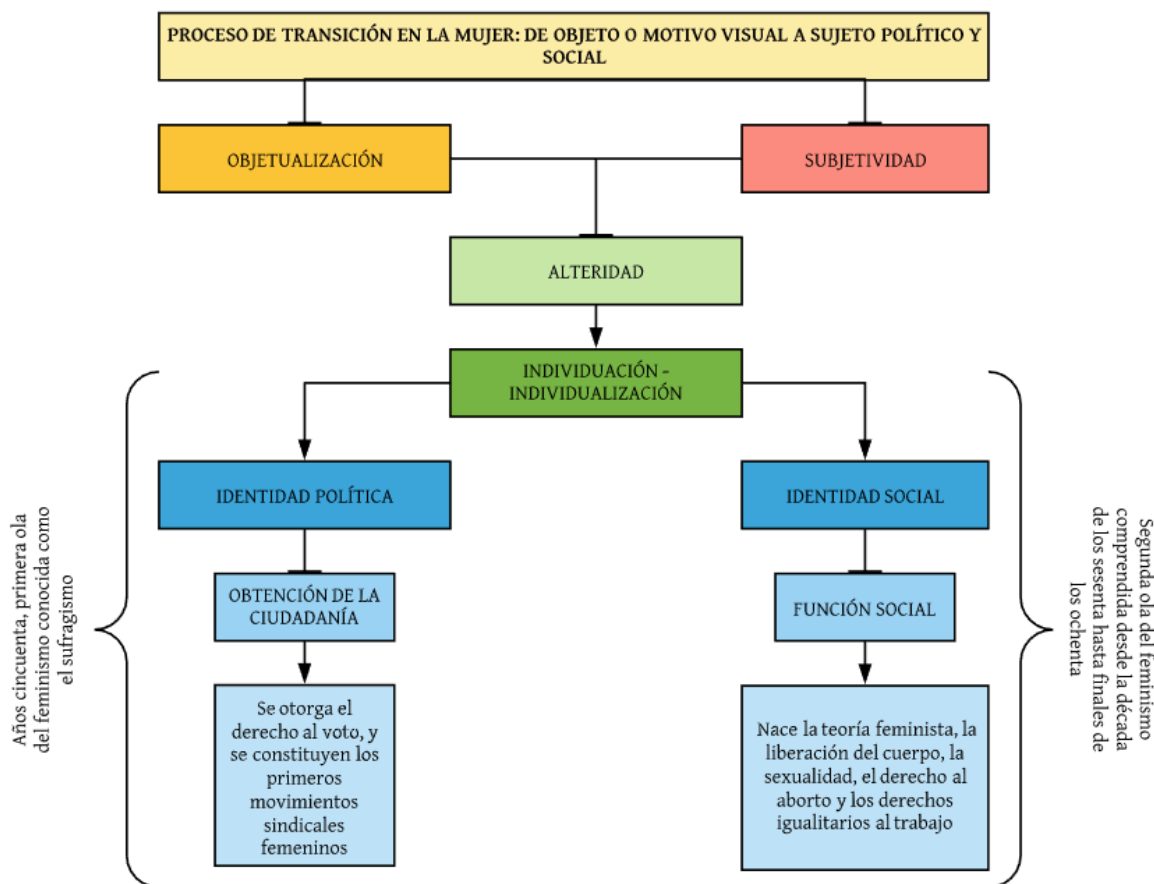 PROCESO DE TRANSICIÓN EN LA MUJER: DE OBJETO O MOTIVO VISUAL A SUJETO POLÍTICO Y
SOCIAL
OBJETUALIZACIÓN
SUBJETIVIDAD
ALTERIDAD
INDIVIDUACIÓN -
INDIVIDUALIZACIÓN
IDENTIDAD POLÍTICA
IDENTIDAD SOCIAL
OBTENCIÓN DE LA
CIUDADANÍA
FUNCIÓN SOCIAL
Se otorga el
derecho al voto, y
se constituyen los
primeros
movimientos
sindicales
femeninos
Nace la teoría feminista, la
liberación del cuerpo, la
sexualidad, el derecho al
aborto y los derechos
igualitarios al trabajo
Años cincuenta, primera ola
del feminismo conocida como
el sufragismo
Segunda ola del feminismo
comprendida desde la década
de los sesenta hasta finales de
los ochenta